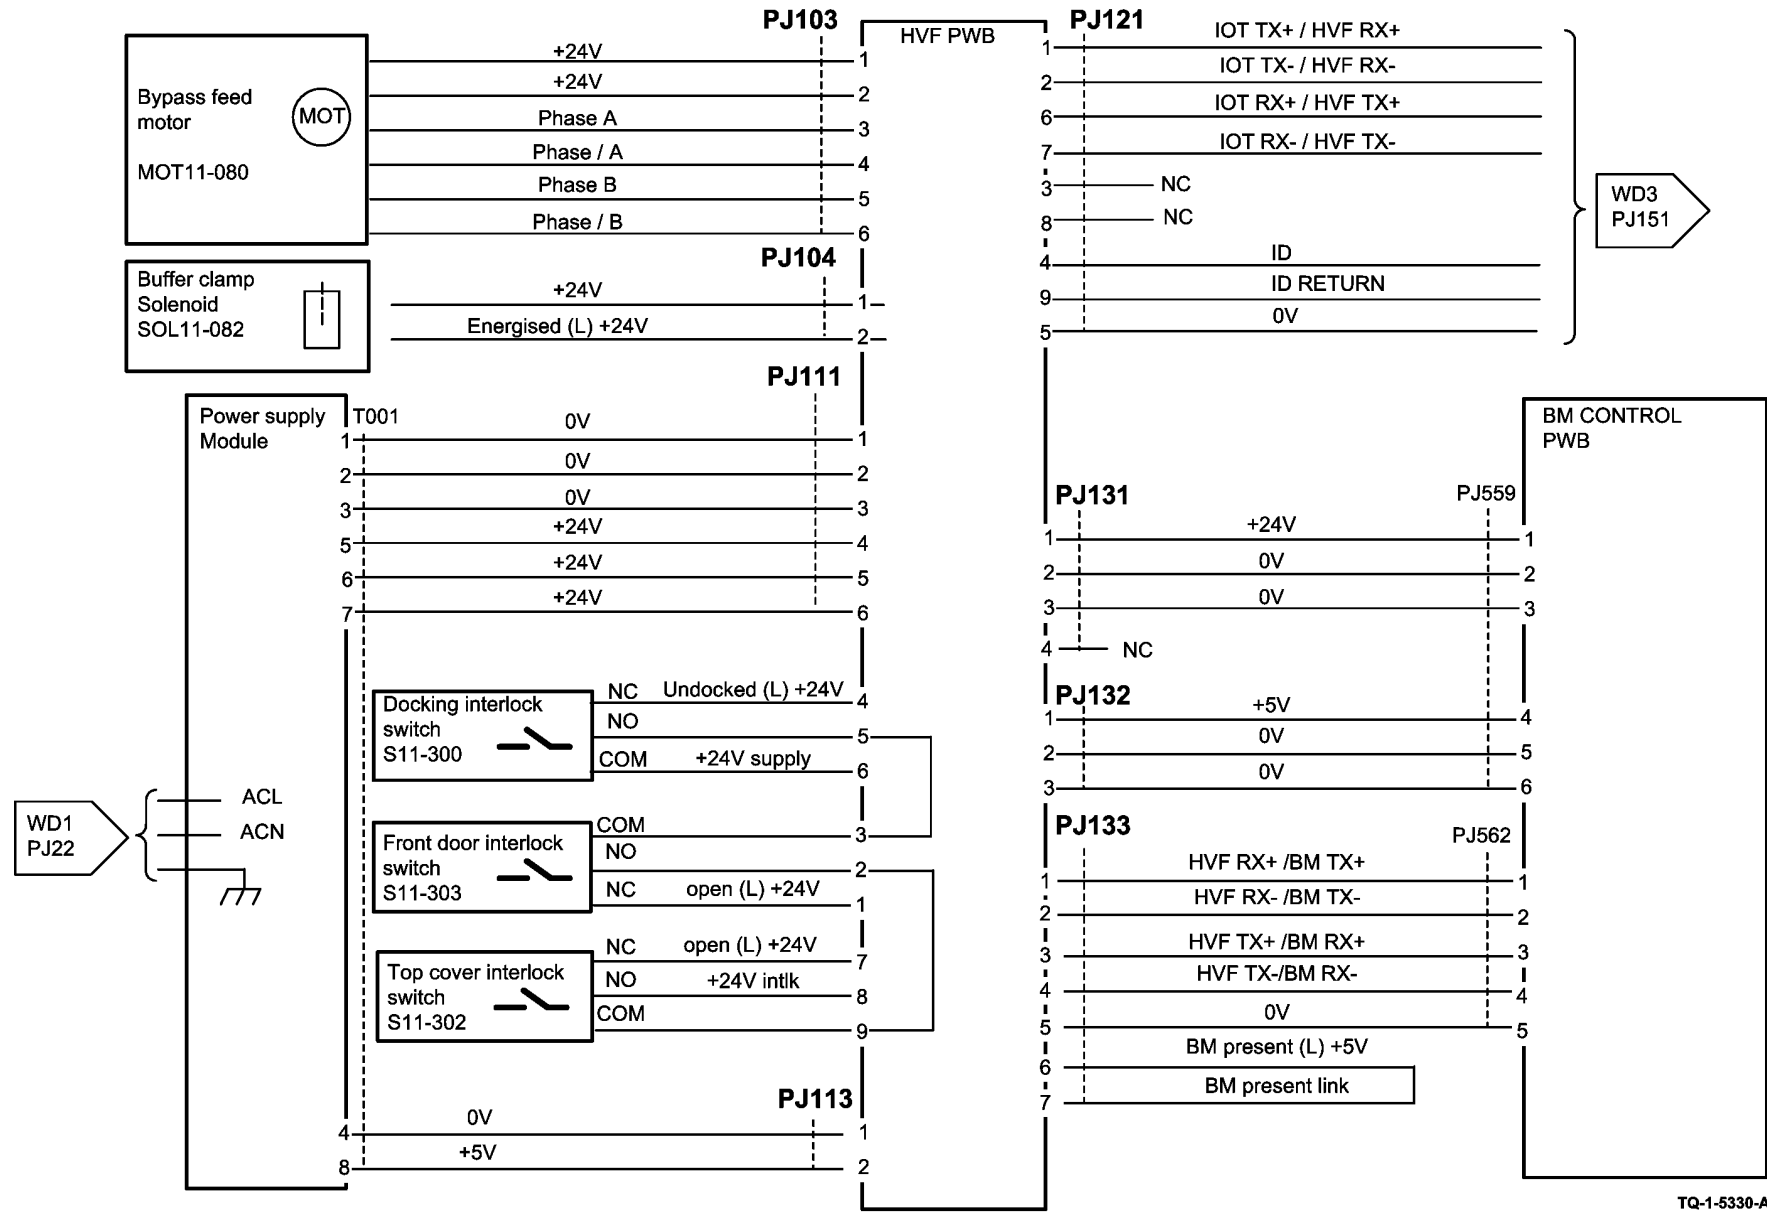 PJ103
HVF PWB
PJ121
Bypass feed
motor
MOT
MOT11-080
+24V
1
+24V
2
Phase A
3
Phase / A
4
Phase B
5
Phase / B
6
PJ104
Buffer clamp
Solenoid
SOL11-082
+24V
1
Energised (L) +24V
2
PJ111
Power supply
Module
T001
1
0V
1
2
0V
2
3
0V
3
5
+24V
4
6
+24V
5
7
+24V
6
Docking interlock
switch
S11-300
NC
Undocked (L) +24V
4
NO
5
COM
+24V supply
6
WD1
PJ22
ACL
ACN
Front door interlock
switch
S11-303
COM
3
NO
2
NC
open (L) +24V
1
Top cover interlock
switch
S11-302
NC
open (L) +24V
7
NO
+24V intlk
8
COM
9
PJ113
4
0V
1
8
+5V
2
1
IOT TX+ / HVF RX+
2
IOT TX- / HVF RX-
6
IOT RX+ / HVF TX+
7
IOT RX- / HVF TX-
3
NC
8
NC
4
ID
9
ID RETURN
5
0V
WD3
PJ151
BM CONTROL
PWB
PJ131
PJ559
1
+24V
1
2
0V
2
3
0V
3
4
NC
PJ132
1
+5V
4
2
0V
5
3
0V
6
PJ133
PJ562
1
HVF RX+ /BM TX+
1
2
HVF RX- /BM TX-
2
3
HVF TX+ /BM RX+
3
4
HVF TX-/BM RX-
4
5
0V
5
6
BM present (L) +5V
7
BM present link
TQ-1-5330-A